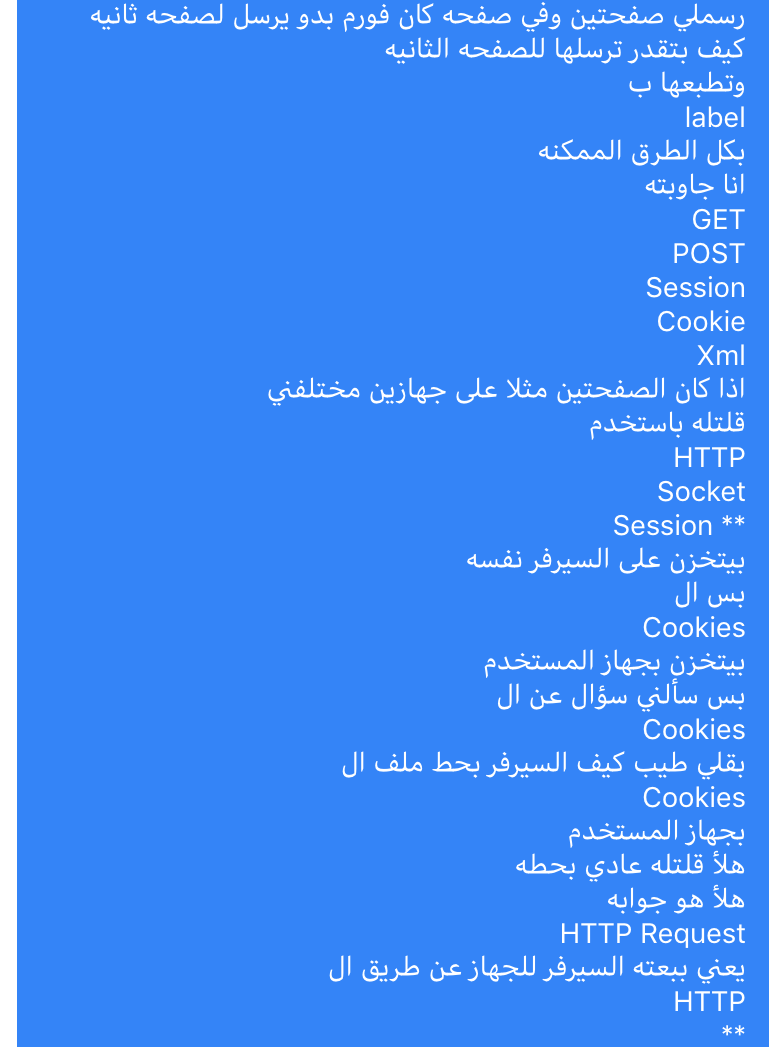 رسملي صفحتين وفي صفحه كان فورم بدو يرسل لصفحه ثانيه
كيف بتقدر ترسلها للصفحه الثانيه
وتطبعها ب
label
بكل الطرق الممكنه
انا جاوبته
GET
POST
Session
Cookie
Xml
اذا كان الصفحتين مثلا على جهازين مختلفني
قلتله باستخدم
HTTP
Socket
Session **
بيتخزن على السيرفر نفسه
بس ال
Cookies
بيتخزن بجهاز المستخدم
بس سألني سؤال عن ال
Cookies
بقلي طيب كيف السيرفر بحط ملف ال
Cookies
بجهاز المستخدم
هلأ قلتله عادي بحطه
هلأ هو جوابه
HTTP Request
يعني ببعته السيرفر للجهاز عن طريق ال
HTTP
**